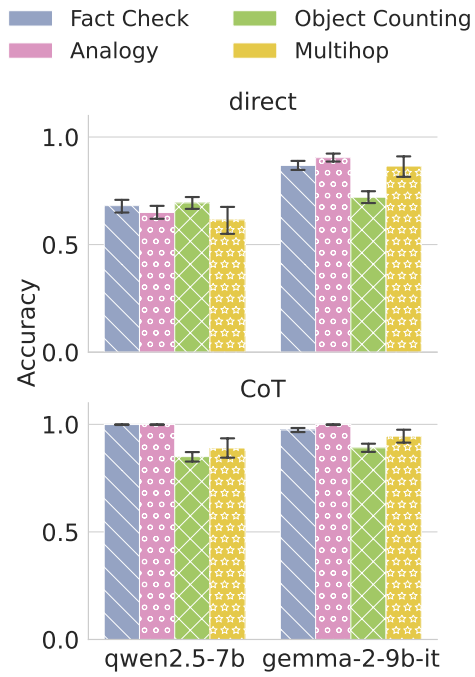 Fact Check
Object Counting
Analogy
Multihop
direct
1.0
0.5
0.0
Accuracy
CoT
1.0
0.5
0.0
qwen2.5-7b
gemma-2-9b-it